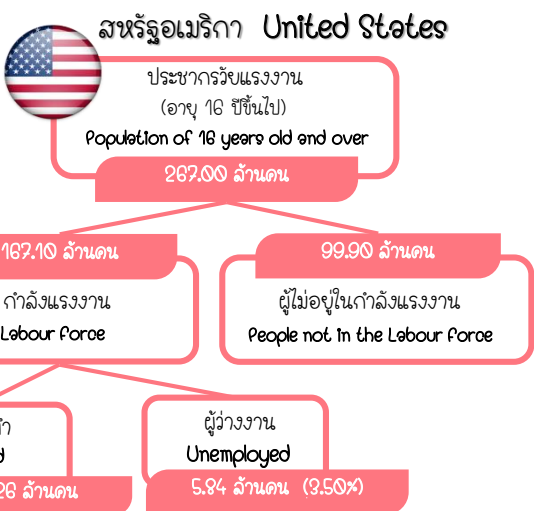 สหรัฐอเมริกา United States
ประชากรวัยแรงงาน
(อายุ 16 ปีขึ้นไป)
Population of 16 years old and over
267.00 ล้านคน
167.10 ล้านคน
99.90 ล้านคน
กำลังแรงงาน
Labour Force
ผู้ไม่อยู่ในกำลังแรงงาน
People not in the Labour Force
ผู้ว่างงาน
Unemployed
26 ล้านคน
5.84 ล้านคน (3.50%)